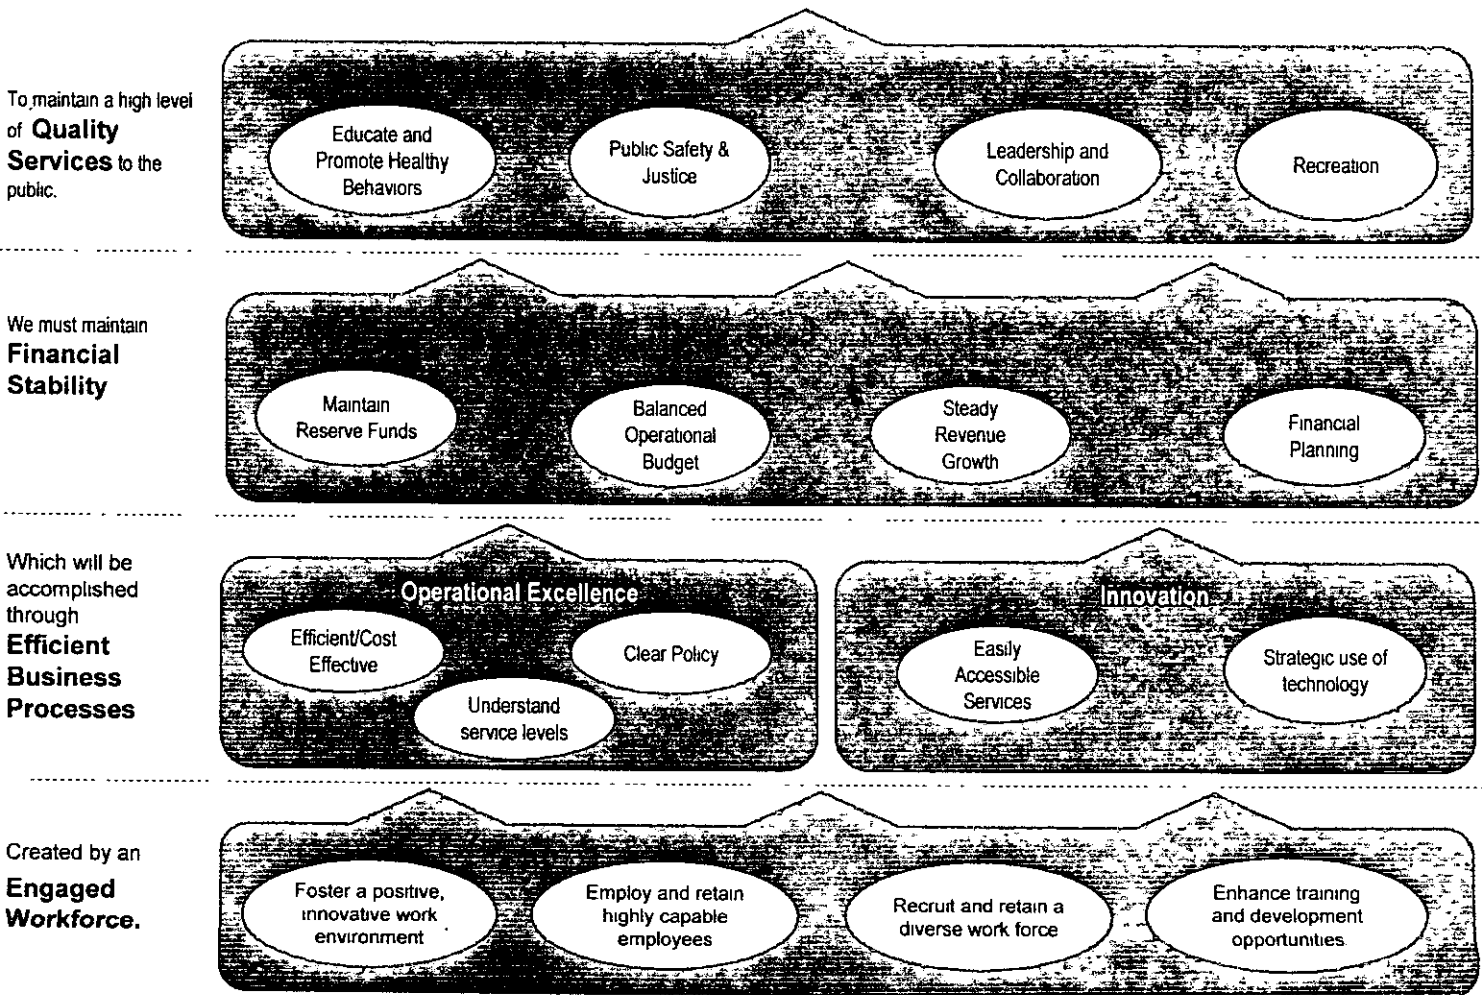 To maintain a high level
of Quality
Services to the
public.
Educate and
Promote Healthy
Behaviors
Public Safety &
Justice
Leadership and
Collaboration
Recreation
We must maintain
Financial
Stability
Maintain
Reserve Funds
Balanced
Operational
Budget
Steady
Revenue
Growth
Financial
Planning
Which will be
accomplished
through
Efficient
Business
Processes
Operational Excellence
Efficient/Cost
Effective
Understand
service levels
Clear Policy
Innovation
Easily
Accessible
Services
Strategic use of
technology
Created by an
Engaged
Workforce.
Foster a positive,
innovative work
environment
Employ and retain
highly capable
employees
Recruit and retain a
diverse work force
Enhance training
and development
opportunities